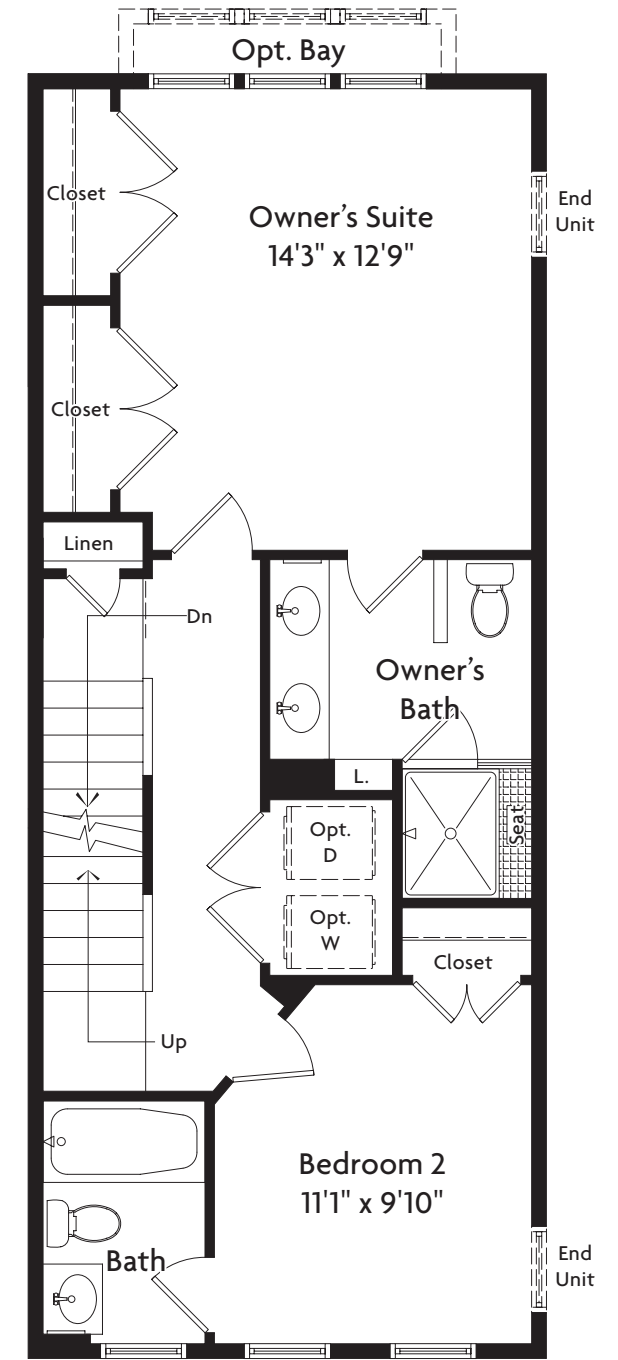 Opt. Bay
Closet
Owner's Suite
14'3" x 12'9"
End
Unit
Closet
Linen
Dn
Owner's
Bath
L.
Opt.
D
Seat
Opt.
W
Closet
Up
Bedroom 2
11'1" x 9'10"
Bath
End
Unit